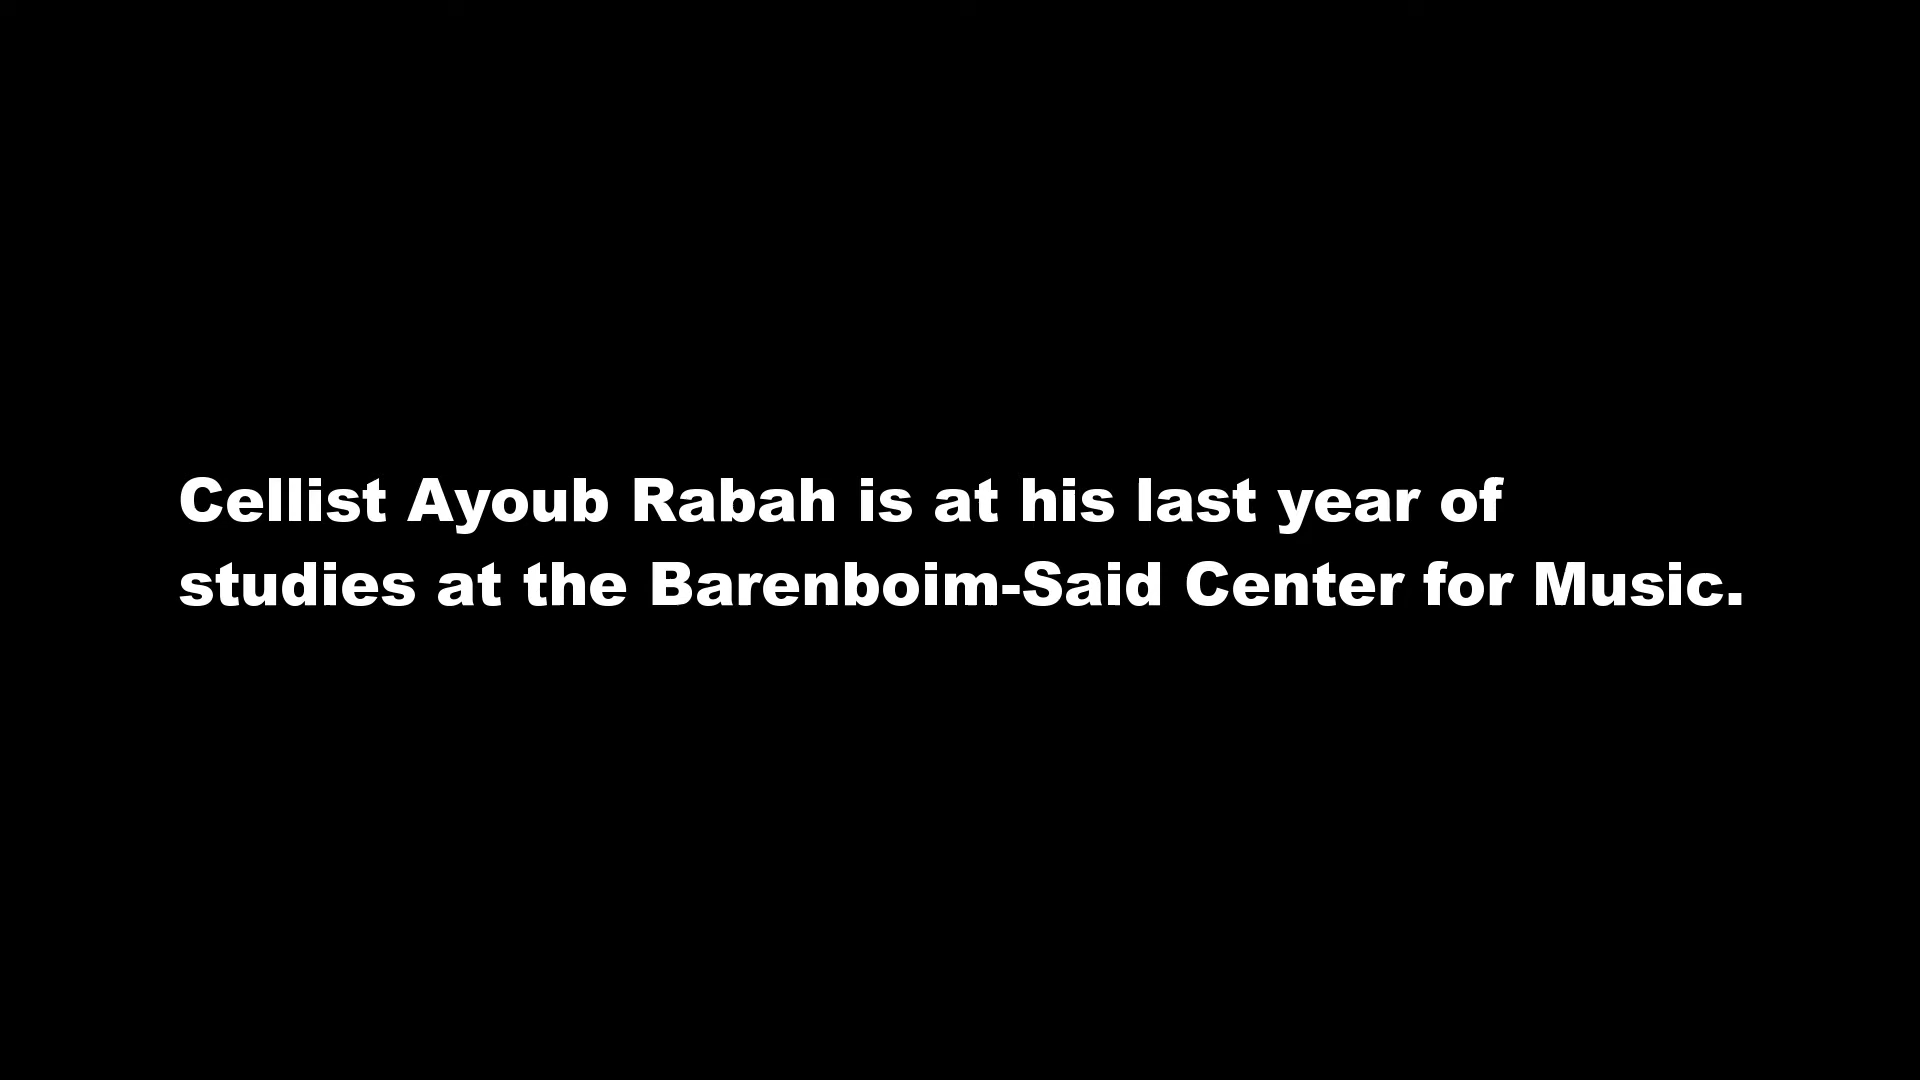 Cellist Ayoub Rabah is at his last year of
studies at the Barenboim-Said Center for Music.